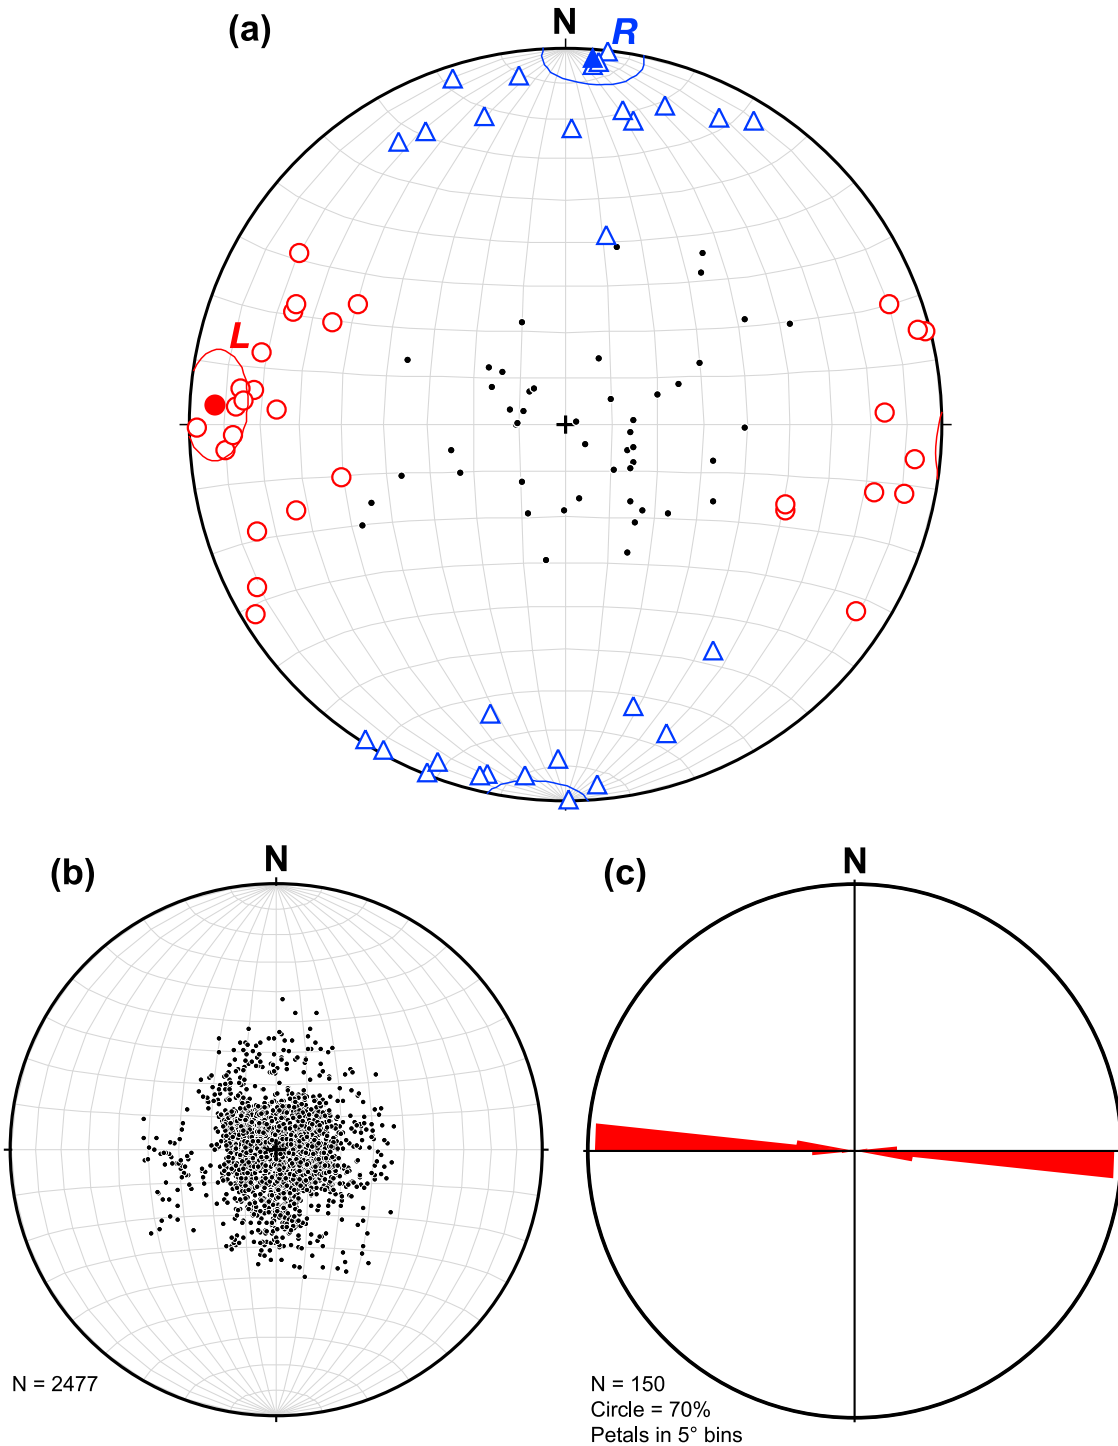 (a)
N
R
L
(b)
N
N = 2477
(c)
N
N = 150
Circle = 70%
Petals in 5° bins